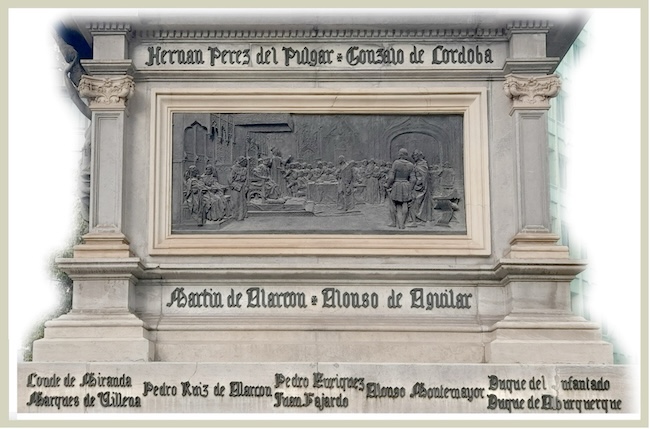 Hernan Perez del Pulgar * Gonzalo de Cordoba
Martin de Alarcon * Alonso de Aguilar
Conde de Miranda
Marques de Villena
Pedro Ruiz de Alarcon
Pedro Enriquez
Juan Fajardo
Alonso Montemayor
Duque del nfantado
Duque de Alburquerque